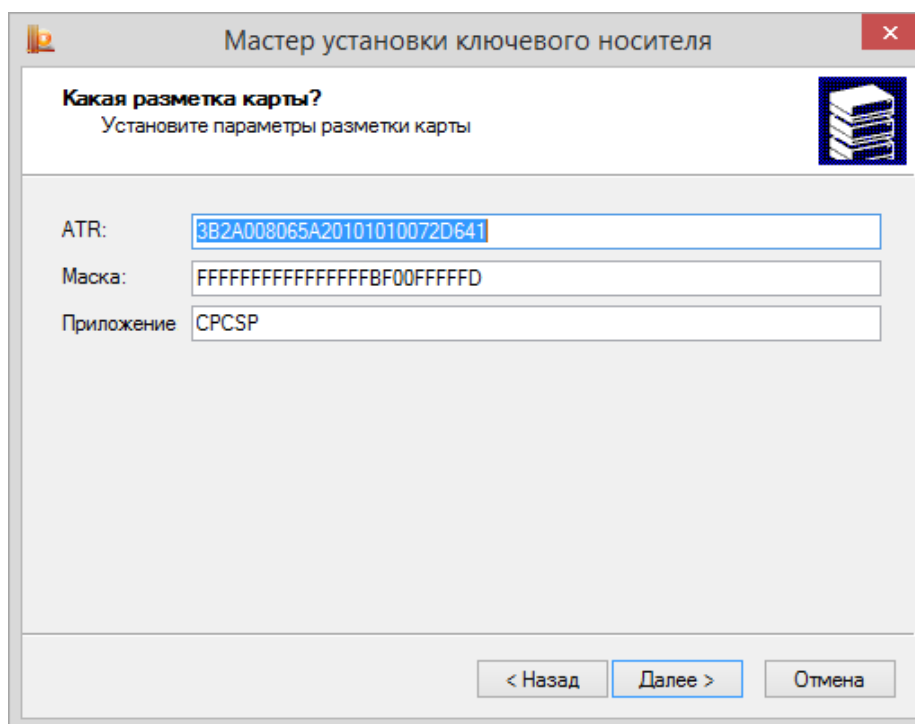 Мастер установки ключевого носителя
Какая разметка карты?
Установите параметры разметки карты
ATR: 3B2A008065A20101010072D641
Маска: FFFFFFFFFFFFFFFFBF00FFFFFD
Приложение CPCSP
< Назад Далее > Отмена